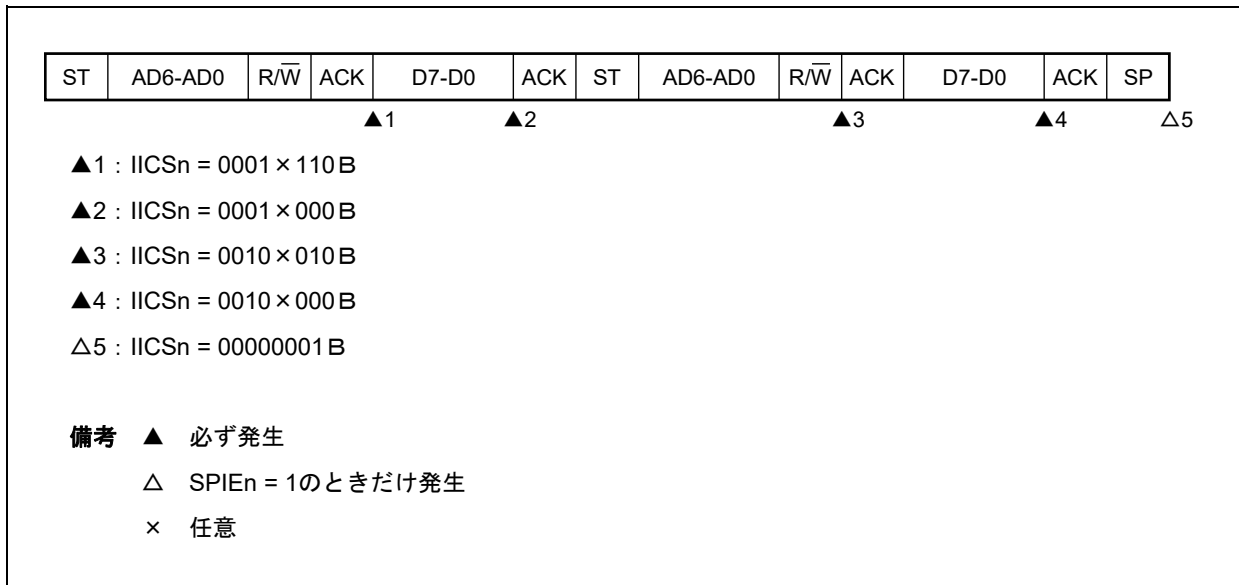 ST AD6-AD0 R/W̅ ACK D7-D0 ACK ST AD6-AD0 R/W̅ ACK D7-D0 ACK SP
▲1 ▲2 ▲3 ▲4 △5
▲1：IICSn = 0001×110B
▲2：IICSn = 0001×000B
▲3：IICSn = 0010×010B
▲4：IICSn = 0010×000B
△5：IICSn = 00000001B
備考 ▲ 必ず発生
△ SPIEn = 1のときだけ発生
× 任意